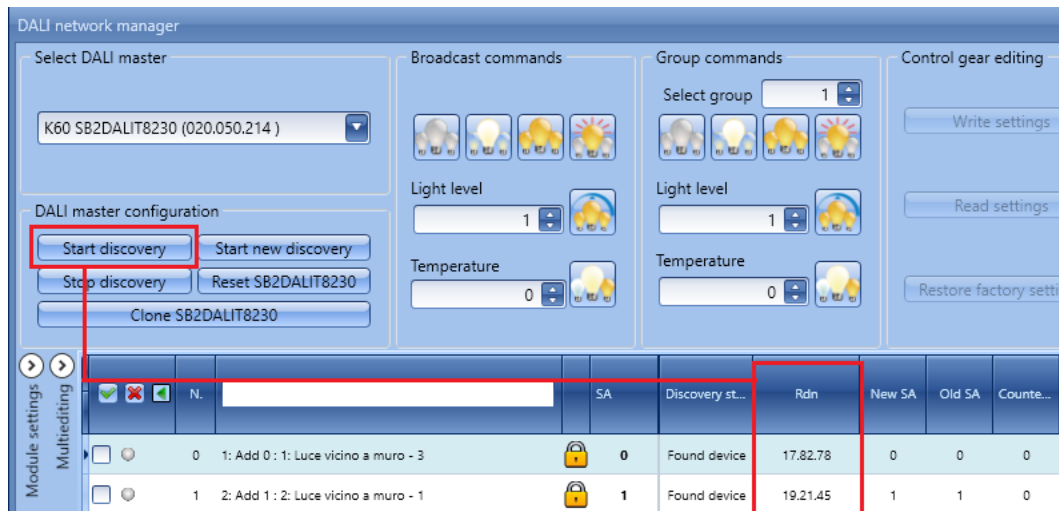 DALI network manager
Select DALI master
K60 SB2DALIT8230 (020.050.214 )
DALI master configuration
Start discovery
Start new discovery
Stop discovery
Reset SB2DALIT8230
Clone SB2DALIT8230
Broadcast commands
Light level
1
Temperature
0
Group commands
Select group
1
Light level
1
Temperature
0
Control gear editing
Write settings
Read settings
Restore factory setti
Module settings
Multiediting
N. SA Discovery st... Rdn New SA Old SA Counte...
0 1: Add 0 : 1: Luce vicino a muro - 3 0 Found device 17.82.78 0 0 0
1 2: Add 1 : 2: Luce vicino a muro - 1 1 Found device 19.21.45 1 1 0